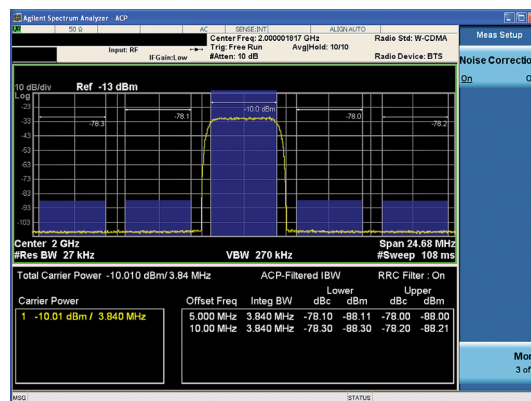 Agilent Spectrum Analyzer - ACP
50 Ω AC SENSE:INT ALIGN AUTO
Center Freq: 2.000001817 GHz Radio Std: W-CDMA
Input: RF Trig: Free Run Avg|Hold: 10/10
IFGain:Low #Atten: 10 dB Radio Device: BTS
Meas Setup
Noise Correctio
On O
10 dB/div Ref -13 dBm
Log
-23
-33
-43
-53
-63
-73
-83
-93
-103
-78.3 -78.1 -10.0 dBm -78.0 -78.2
Center 2 GHz Span 24.68 MHz
#Res BW 27 kHz VBW 270 kHz #Sweep 108 ms
Total Carrier Power -10.010 dBm/ 3.84 MHz ACP-Filtered IBW RRC Filter : On
Lower Upper
Carrier Power Offset Freq Integ BW dBc dBm dBc dBm
1 -10.01 dBm / 3.840 MHz 5.000 MHz 3.840 MHz -78.10 -88.11 -78.00 -88.00
10.00 MHz 3.840 MHz -78.30 -88.30 -78.20 -88.21
Mor
3 of
MSG STATUS